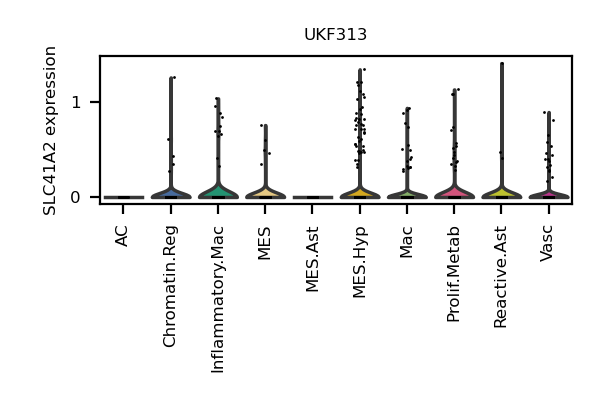 UKF313
SLC41A2 expression
1
0
AC
Chromatin.Reg
Inflammatory.Mac
MES
MES.Ast
MES.Hyp
Mac
Prolif.Metab
Reactive.Ast
Vasc